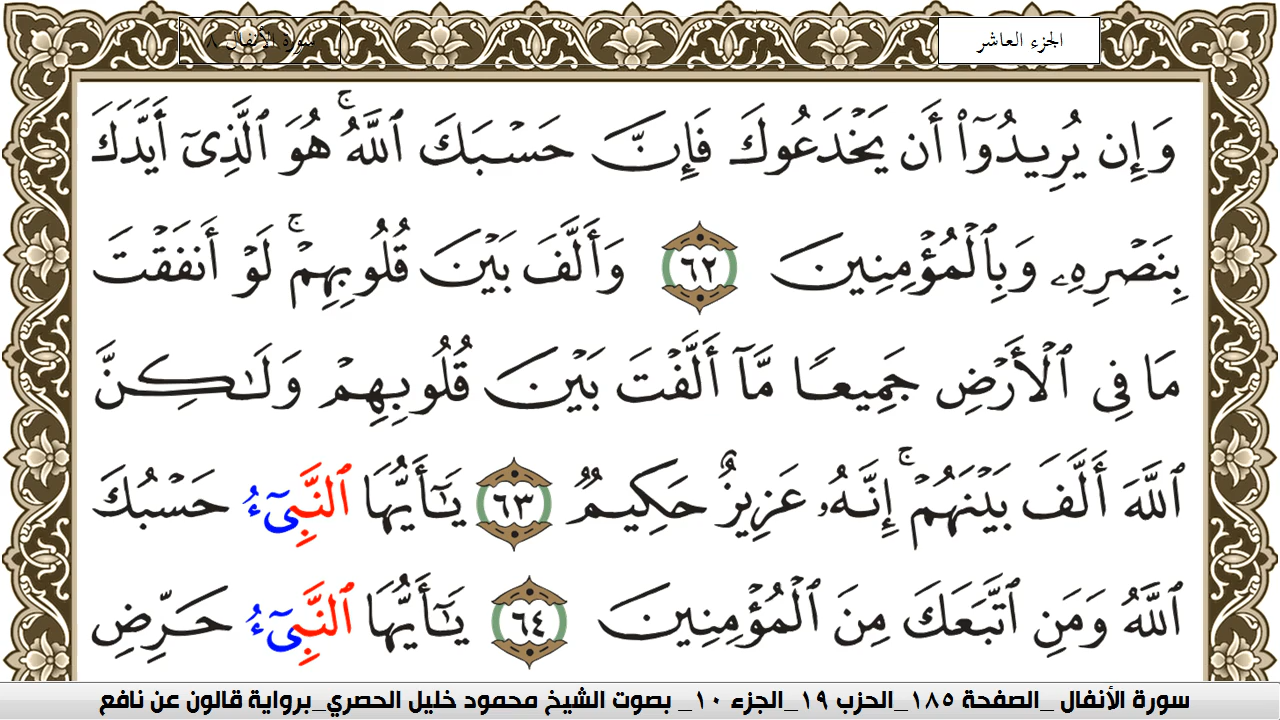 الجزء العاشر
سورة الأنفال ٨
وَإِن يُرِيدُوٓا۟ أَن يَخْدَعُوكَ فَإِنَّ حَسْبَكَ ٱللَّهُ ۚ هُوَ ٱلَّذِىٓ أَيَّدَكَ
بِنَصْرِهِۦ وَبِٱلْمُؤْمِنِينَ ٦٢ وَأَلَّفَ بَيْنَ قُلُوبِهِمْ ۚ لَوْ أَنفَقْتَ
مَا فِى ٱلْأَرْضِ جَمِيعًا مَّآ أَلَّفْتَ بَيْنَ قُلُوبِهِمْ وَلَـٰكِنَّ
ٱللَّهَ أَلَّفَ بَيْنَهُمْ ۚ إِنَّهُۥ عَزِيزٌ حَكِيمٌ ٦٣ يَـٰٓأَيُّهَا ٱلنَّبِىٓءُ حَسْبُكَ
ٱللَّهُ وَمَنِ ٱتَّبَعَكَ مِنَ ٱلْمُؤْمِنِينَ ٦٤ يَـٰٓأَيُّهَا ٱلنَّبِىٓءُ حَرِّضِ
سورة الأنفال _الصفحة ١٨٥_الحزب ١٩_الجزء ١٠_ بصوت الشيخ محمود خليل الحصري_برواية قالون عن نافع